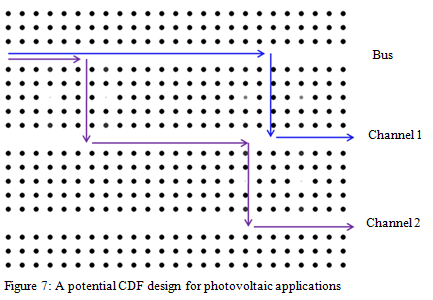 Bus
Channel 1
Channel 2
Figure 7: A potential CDF design for photovoltaic applications